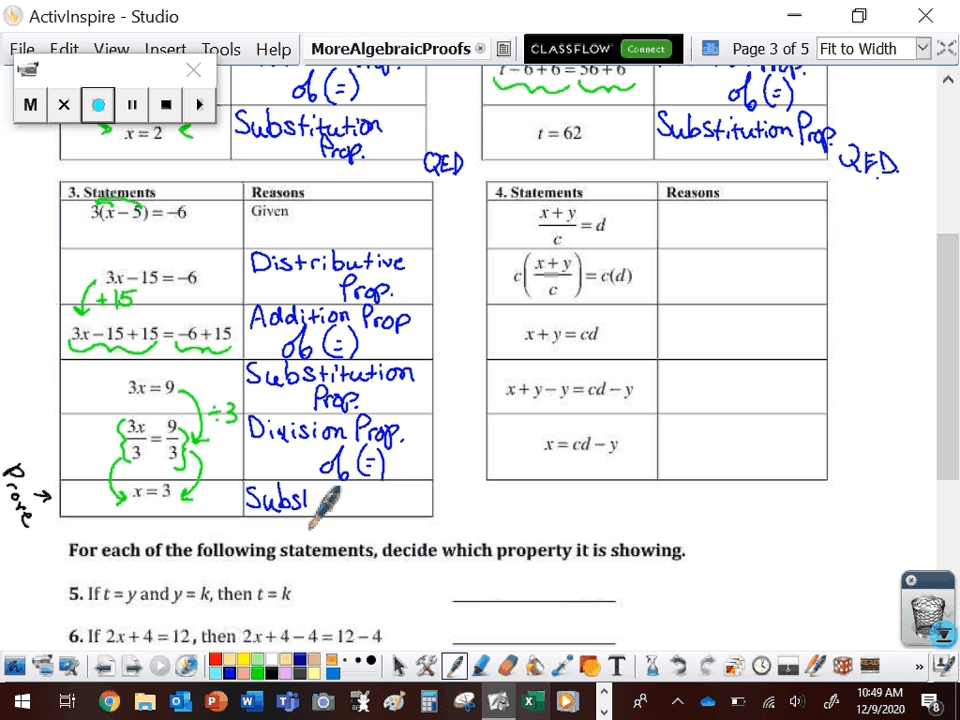 ActivInspire - Studio
File Edit View Insert Tools Help MoreAlgebraicProofs CLASSFLOW Connect Page 3 of 5 Fit to Width
M
of (=)
t − 6 + 6 = 56 + 6
of (=)
x = 2
Substitution Prop.
QED
t = 62
Substitution Prop.
Q.E.D.
3. Statements Reasons
3(x − 5) = −6 Given
3x − 15 = −6 Distributive Prop.
+15
3x − 15 + 15 = −6 + 15 Addition Prop of (=)
3x = 9 Substitution Prop.
÷3
3x/3 = 9/3 Division Prop. of (=)
Prove →
x = 3 Subst
4. Statements Reasons
x + y / c = d
c(x + y / c) = c(d)
x + y = cd
x + y − y = cd − y
x = cd − y
For each of the following statements, decide which property it is showing.
5. If t = y and y = k, then t = k
6. If 2x + 4 = 12, then 2x + 4 − 4 = 12 − 4
10:49 AM
12/9/2020
8